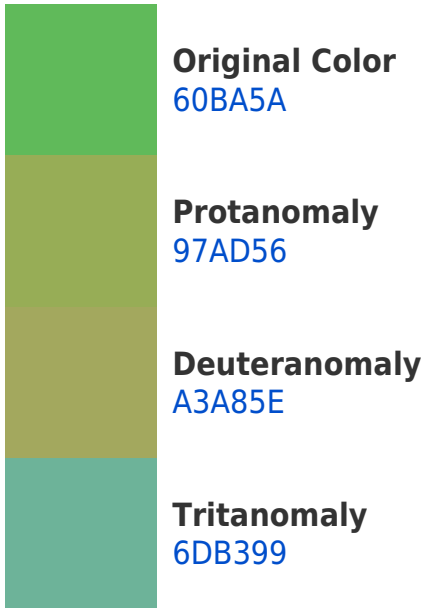 Original Color
60BA5A
Protanomaly
97AD56
Deuteranomaly
A3A85E
Tritanomaly
6DB399